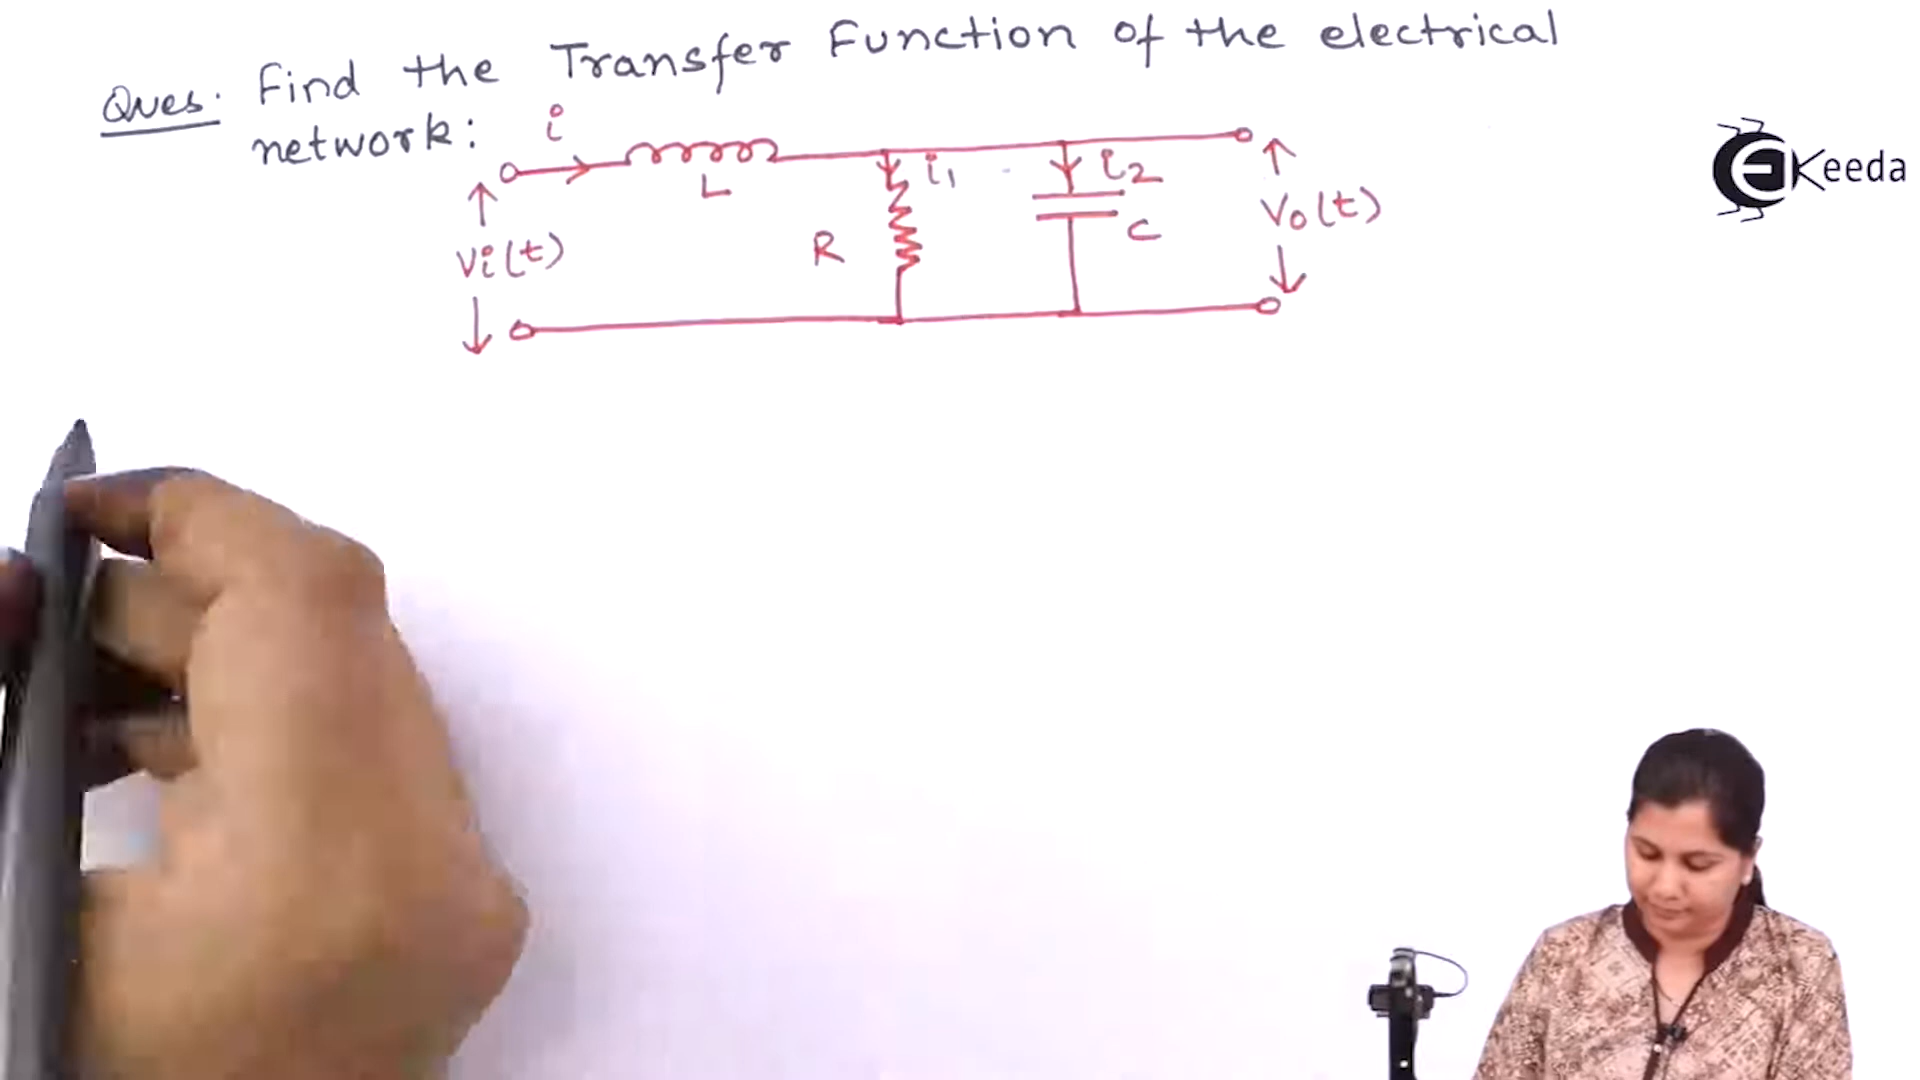 Ques. Find the Transfer Function of the electrical
network:
i
L
i₁
i₂
R
C
Vi(t)
Vo(t)
EKeeda